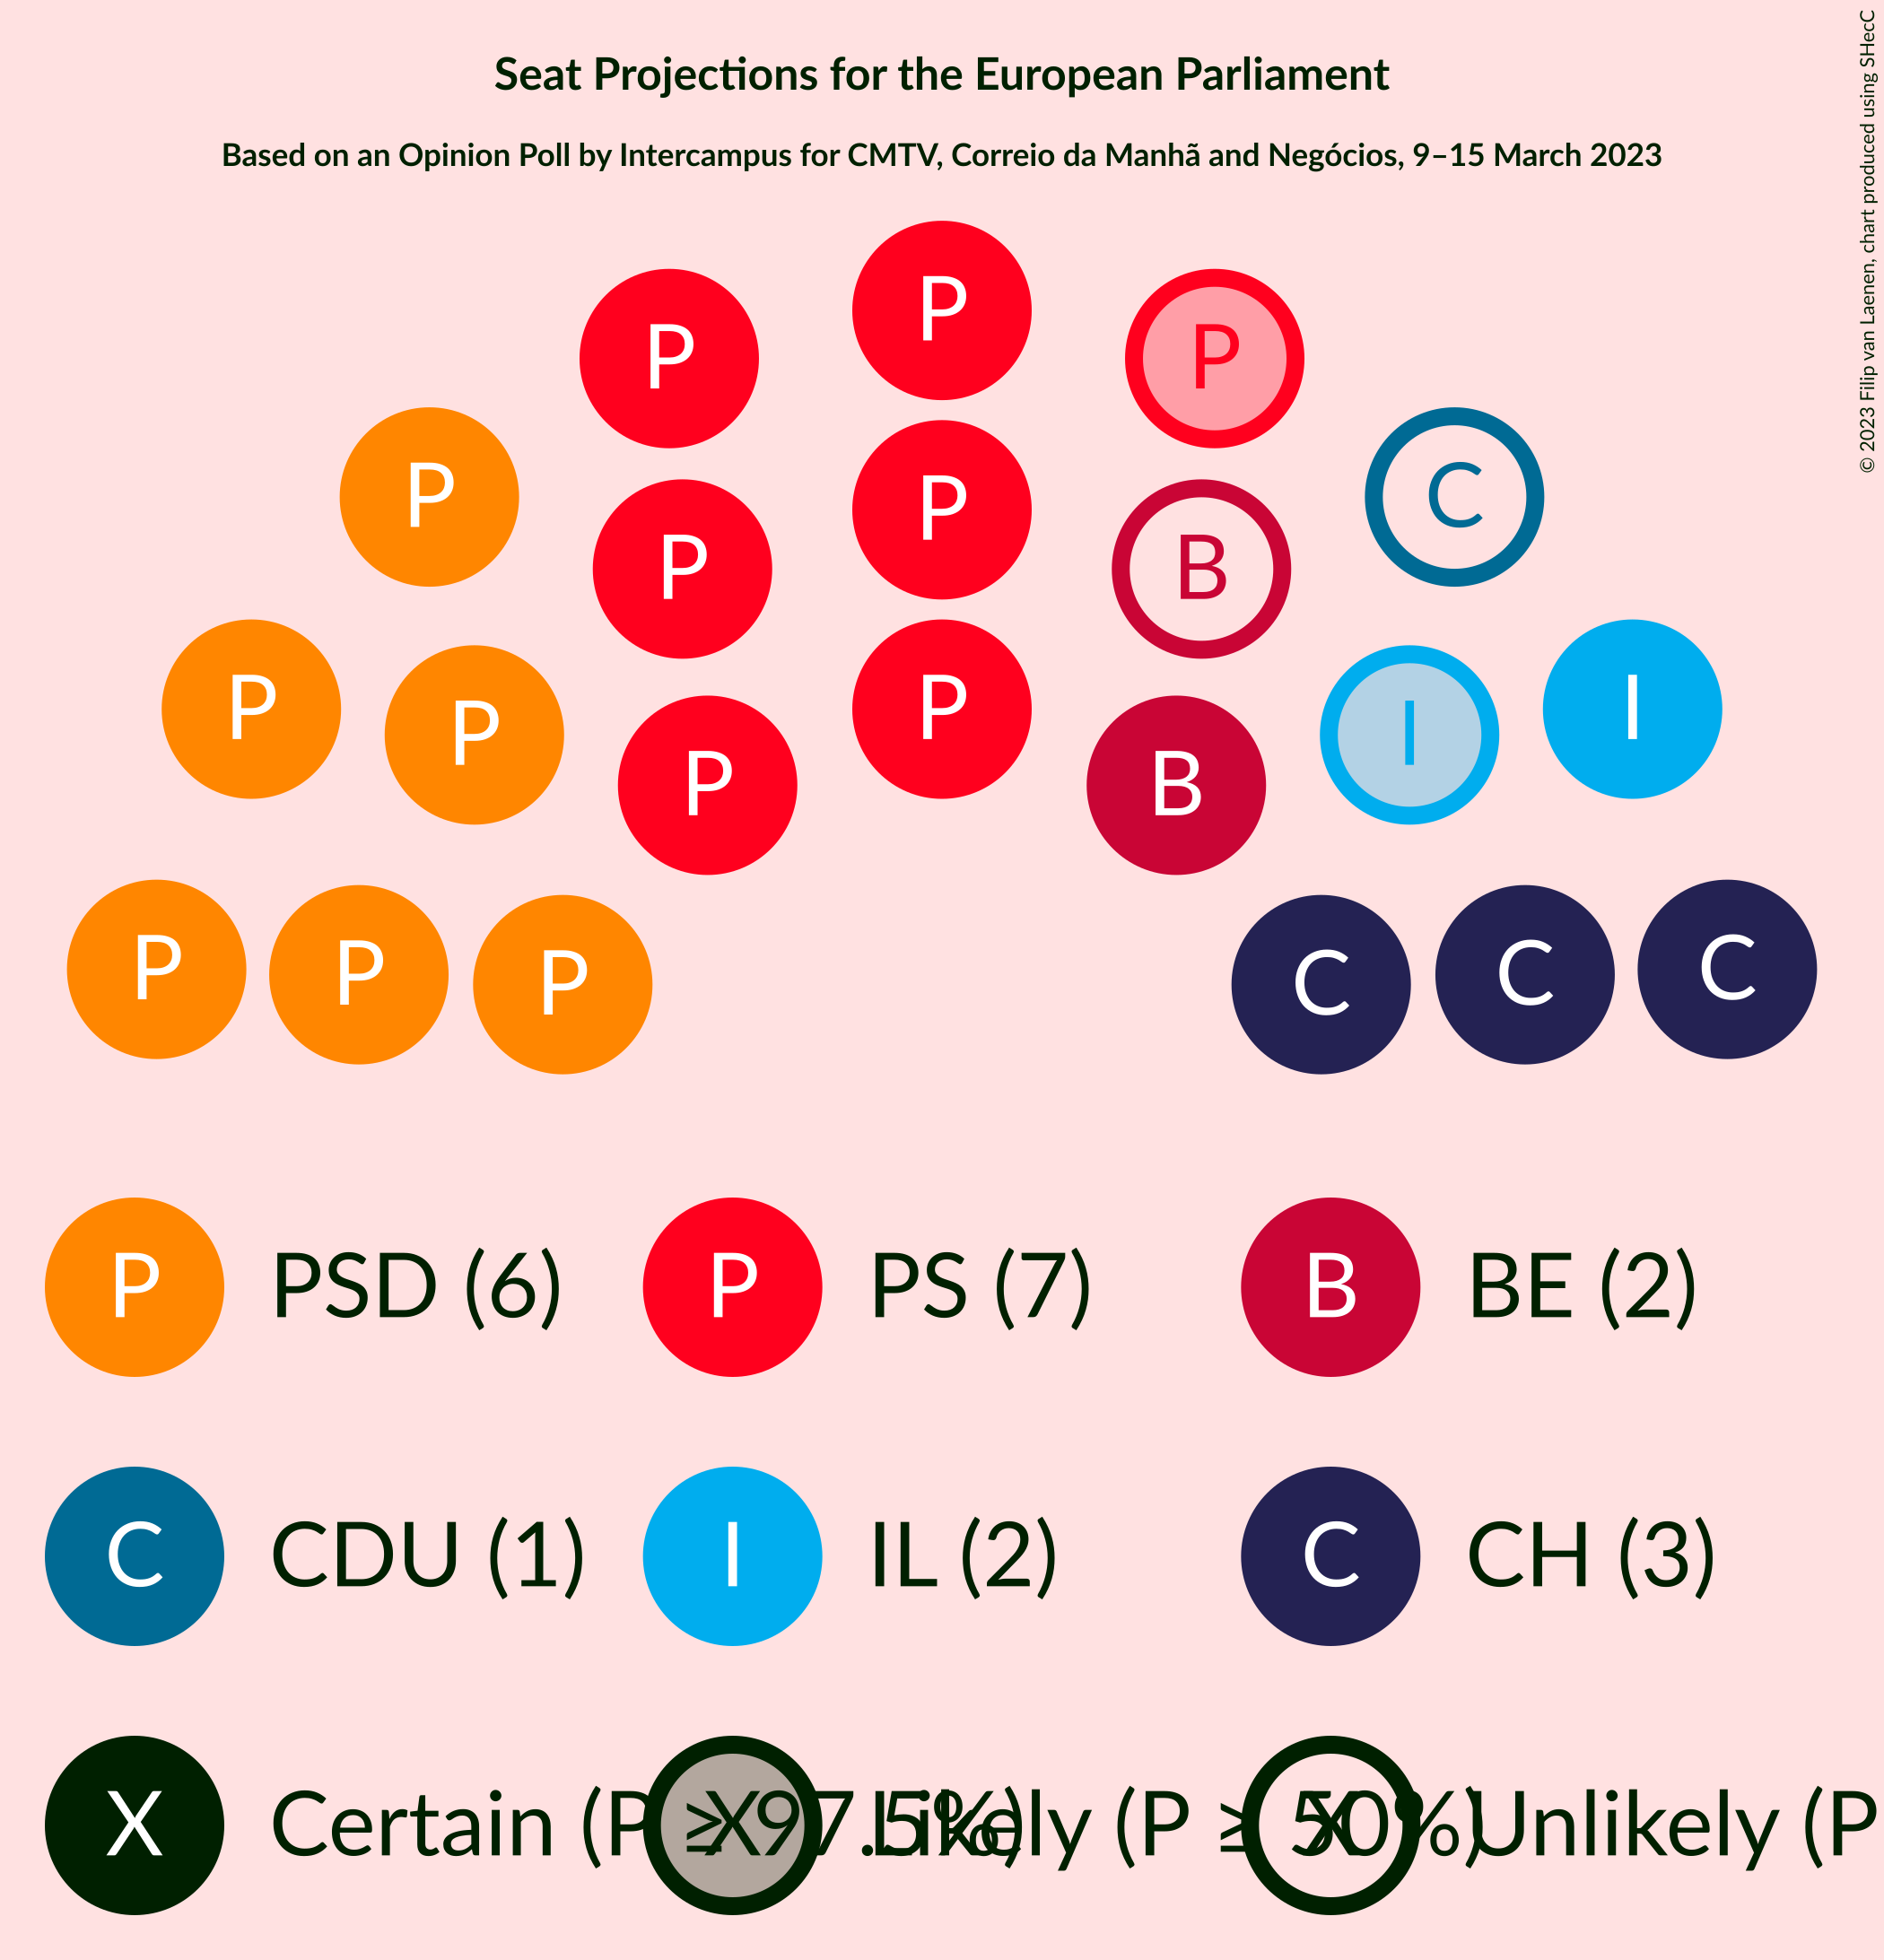 Seat Projections for the European Parliament
Based on an Opinion Poll by Intercampus for CMTV, Correio da Manhã and Negócios, 9–15 March 2023
© 2023 Filip van Laenen, chart produced using SHecC
P
P P
P C
P B
P P
P P
P I
P I
P B
P P P C C C
P PSD (6) P PS (7) B BE (2)
C CDU (1) I IL (2) C CH (3)
X Certain (P ≥ 97.5%) X Likely (P ≥ 50%) X Unlikely (P